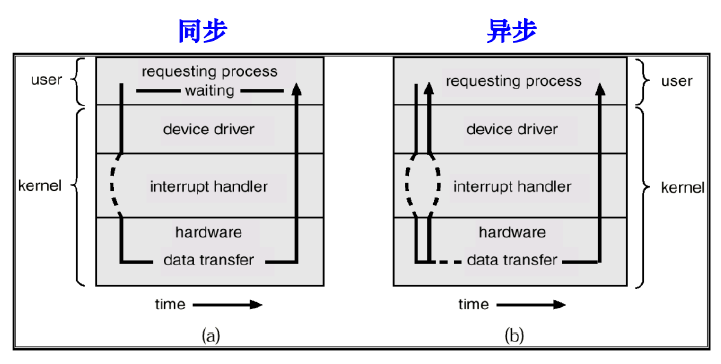 同步
异步
user
requesting process
waiting
device driver
kernel
interrupt handler
hardware
data transfer
time
(a)
requesting process
user
device driver
interrupt handler
kernel
hardware
data transfer
time
(b)